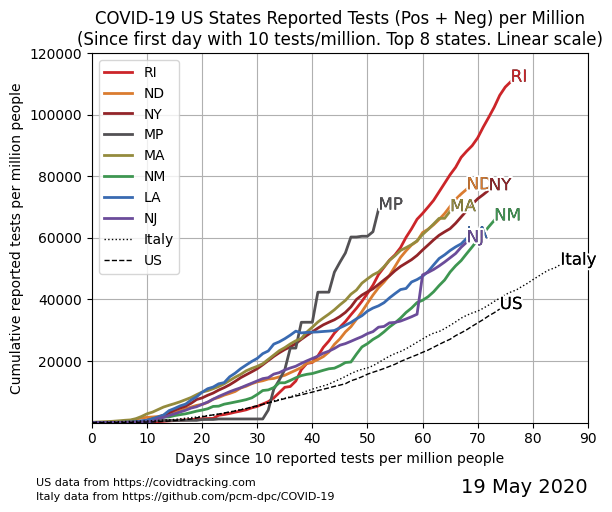 COVID-19 US States Reported Tests (Pos + Neg) per Million
(Since first day with 10 tests/million. Top 8 states. Linear scale)
120000
100000
80000
60000
40000
20000
Cumulative reported tests per million people
RI
ND
NY
MP
MA
NM
LA
NJ
Italy
US
RI
ND
NY
MP
MA
NM
NJ
Italy
US
0 10 20 30 40 50 60 70 80 90
Days since 10 reported tests per million people
US data from https://covidtracking.com
Italy data from https://github.com/pcm-dpc/COVID-19
19 May 2020